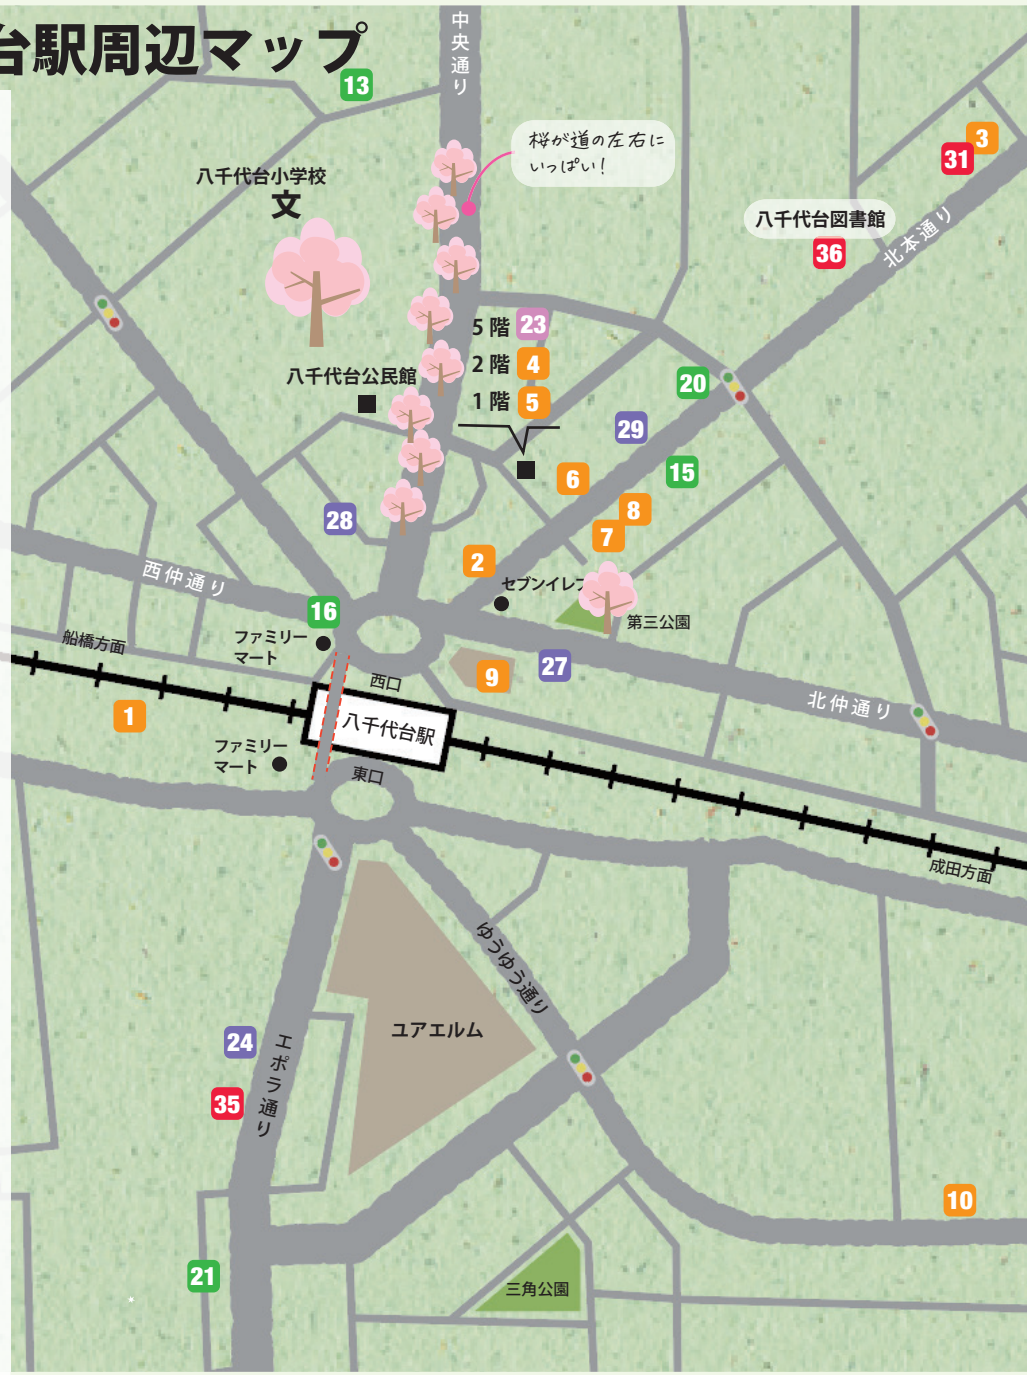 台駅周辺マップ
中央通り
13
桜が道の左右に
いっぱい!
3
31
八千代台小学校
文
八千代台図書館
36
北本通り
5階 23
2階 4
1階 5
八千代台公民館
20
29
15
6
8
7
28
2
セブンイレブ
第三公園
西仲通り
16
ファミリー
マート
船橋方面
西口
9
27
北仲通り
1
八千代台駅
ファミリー
マート
東口
成田方面
ゆうゆう通り
ユアエルム
24
エポラ通り
35
10
21
三角公園